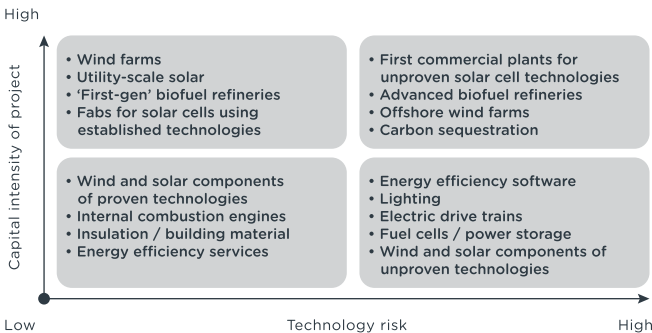 High
Capital intensity of project
• Wind farms
• Utility-scale solar
• ‘First-gen’ biofuel refineries
• Fabs for solar cells using
established technologies
• First commercial plants for
unproven solar cell technologies
• Advanced biofuel refineries
• Offshore wind farms
• Carbon sequestration
• Wind and solar components
of proven technologies
• Internal combustion engines
• Insulation / building material
• Energy efficiency services
• Energy efficiency software
• Lighting
• Electric drive trains
• Fuel cells / power storage
• Wind and solar components of
unproven technologies
Low
Technology risk
High